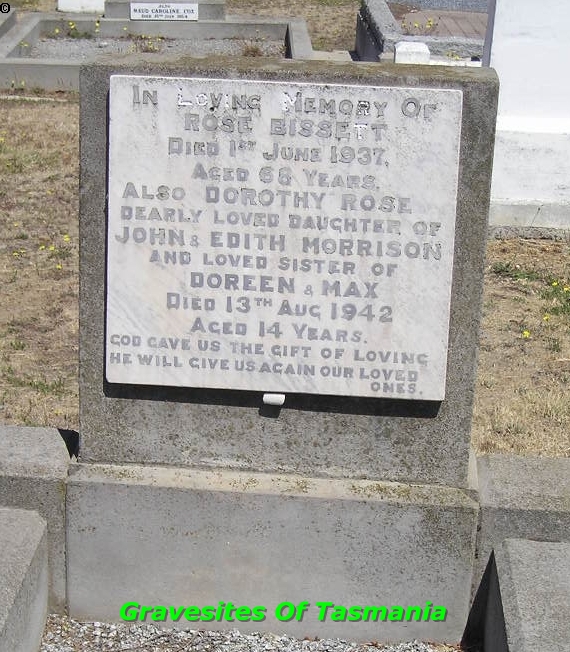 ©
ALSO
MAUD CAROLINE COX
In Loving Memory Of
ROSE BISSETT
Died 1st June 1937,
Aged 68 Years.
Also DOROTHY ROSE
DEARLY LOVED DAUGHTER OF
JOHN & EDITH MORRISON
AND LOVED SISTER OF
DOREEN & MAX
Died 13th Aug 1942
Aged 14 Years.
GOD GAVE US THE GIFT OF LOVING
HE WILL GIVE US AGAIN OUR LOVED
ONES.
Gravesites Of Tasmania